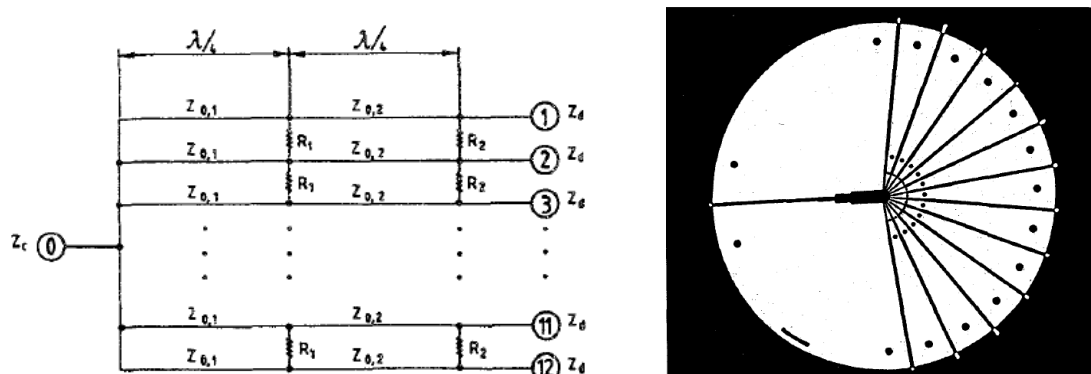 λ/4 λ/4
Z0,1 Z0,2 1 Zd
R1 R2
Z0,1 Z0,2 2 Zd
R1 R2
Z0,1 Z0,2 3 Zd
Zc 0
Z0,1 Z0,2 11 Zd
R1 R2
Z0,1 Z0,2 12 Zd